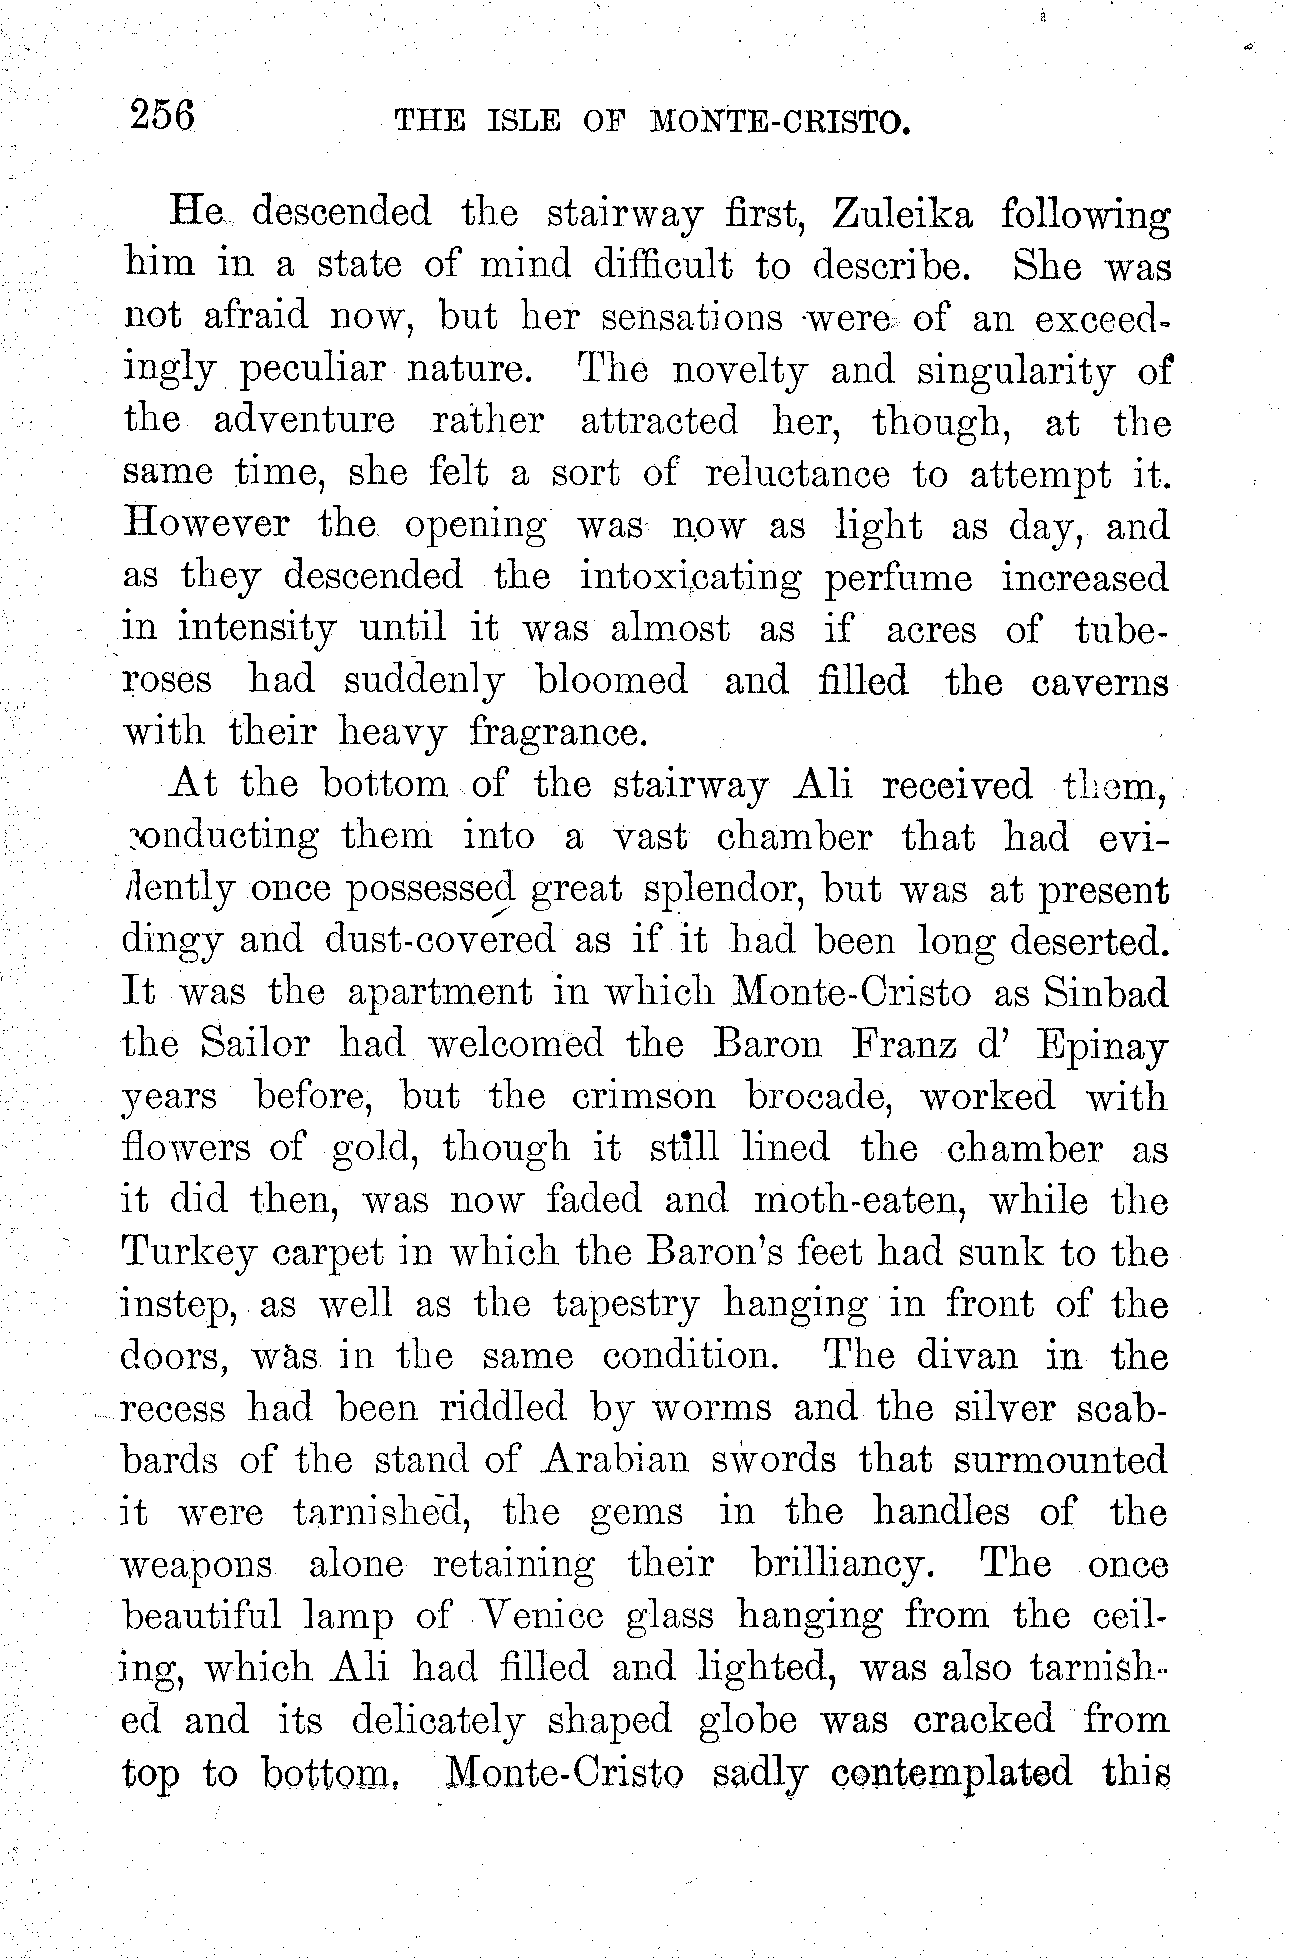 256 THE ISLE OF MONTE-CRISTO.
He descended the stairway first, Zuleika following
him in a state of mind difficult to describe. She was
not afraid now, but her sensations were of an exceed-
ingly peculiar nature. The novelty and singularity of
the adventure rather attracted her, though, at the
same time, she felt a sort of reluctance to attempt it.
However the opening was now as light as day, and
as they descended the intoxicating perfume increased
in intensity until it was almost as if acres of tube-
roses had suddenly bloomed and filled the caverns
with their heavy fragrance.
At the bottom of the stairway Ali received them,
conducting them into a vast chamber that had evi-
dently once possessed great splendor, but was at present
dingy and dust-covered as if it had been long deserted.
It was the apartment in which Monte-Cristo as Sinbad
the Sailor had welcomed the Baron Franz d' Epinay
years before, but the crimson brocade, worked with
flowers of gold, though it still lined the chamber as
it did then, was now faded and moth-eaten, while the
Turkey carpet in which the Baron's feet had sunk to the
instep, as well as the tapestry hanging in front of the
doors, was in the same condition. The divan in the
recess had been riddled by worms and the silver scab-
bards of the stand of Arabian swords that surmounted
it were tarnished, the gems in the handles of the
weapons alone retaining their brilliancy. The once
beautiful lamp of Venice glass hanging from the ceil-
ing, which Ali had filled and lighted, was also tarnish-
ed and its delicately shaped globe was cracked from
top to bottom. Monte-Cristo sadly contemplated this